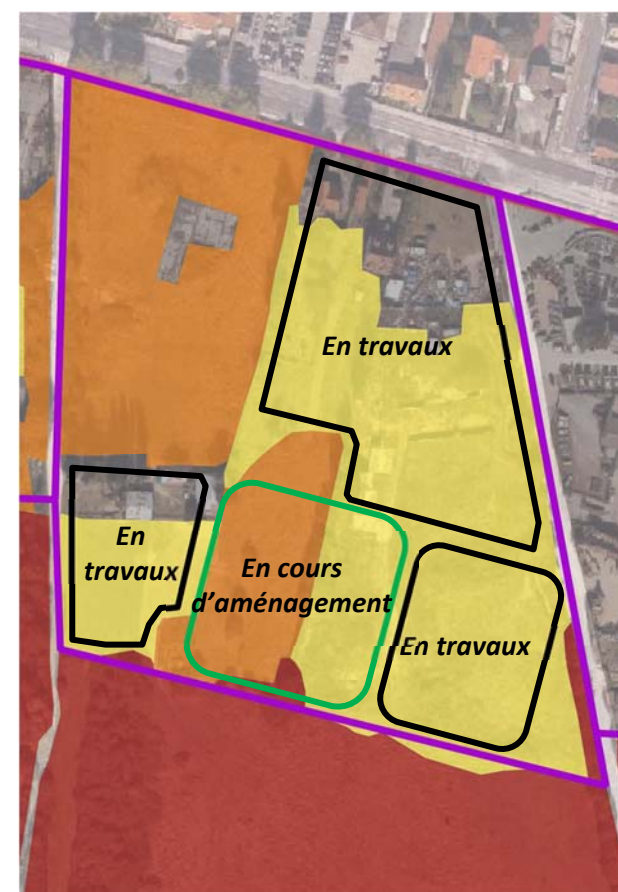 En travaux
En
travaux
En cours
d'aménagement
En travaux